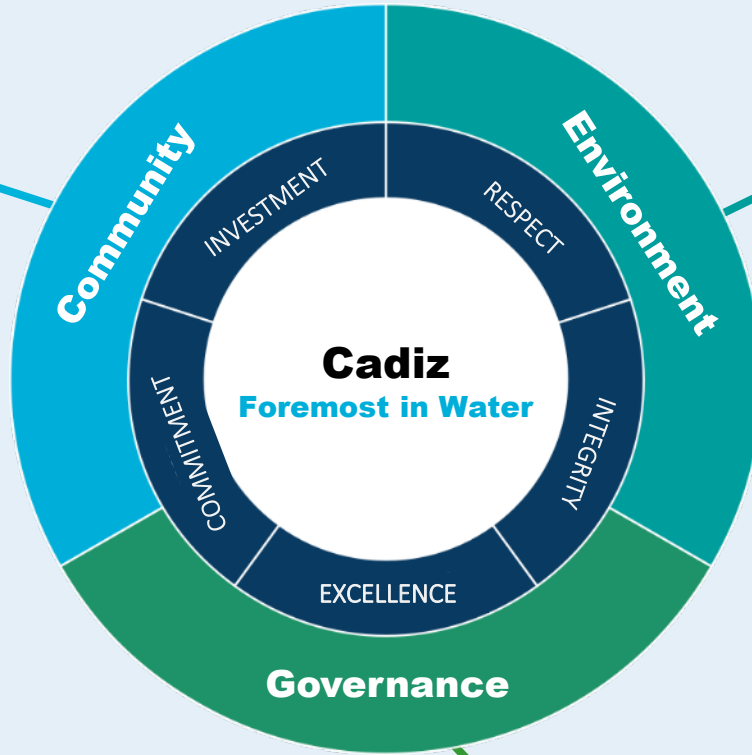 Community
Environment
INVESTMENT
RESPECT
Cadiz
Foremost in Water
COMMITMENT
INTEGRITY
EXCELLENCE
Governance